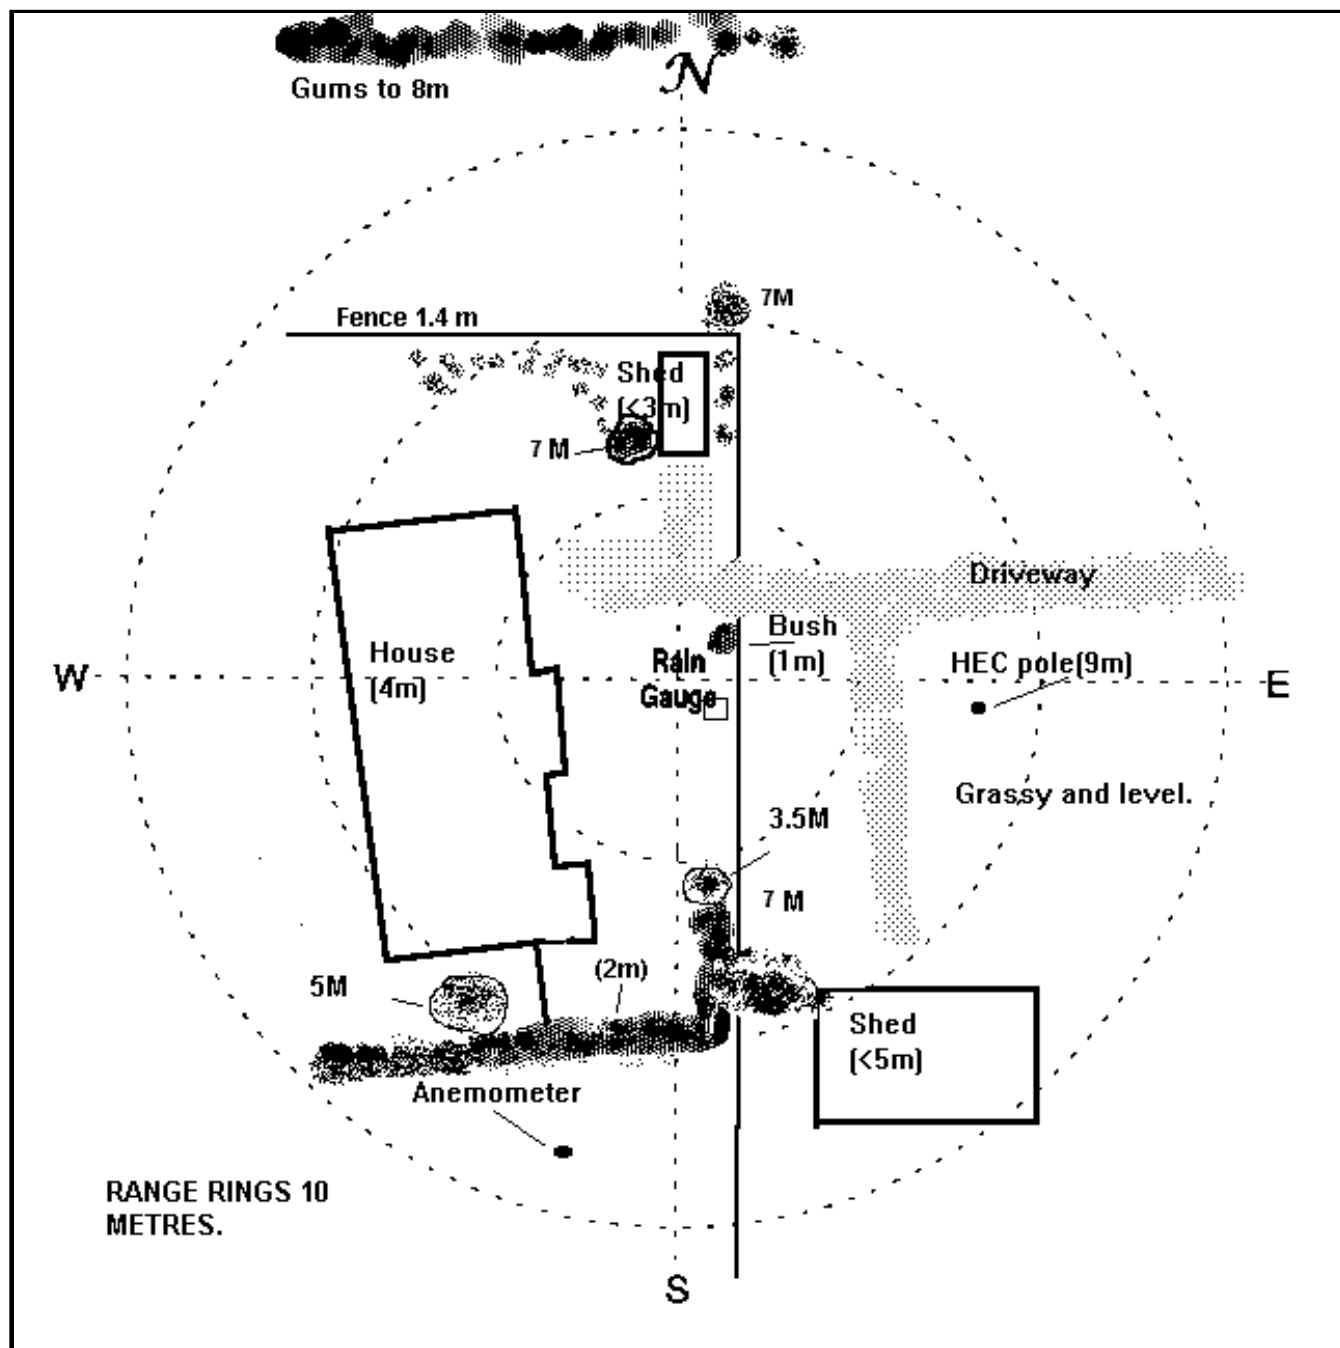 Gums to 8m
N
7M
Fence 1.4 m
Shed
(<3m)
7 M
Driveway
Bush
(1m)
House
(4m)
Rain
Gauge
W
HEC pole(9m)
E
Grassy and level.
3.5M
7 M
(2m)
5M
Shed
(<5m)
Anemometer
RANGE RINGS 10
METRES.
S